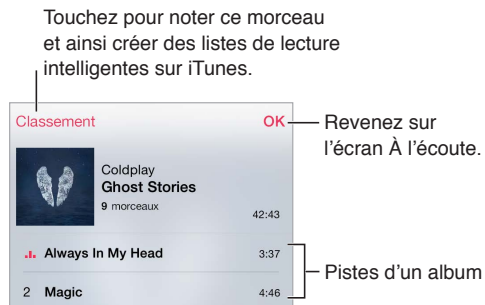 Touchez pour noter ce morceau
et ainsi créer des listes de lecture
intelligentes sur iTunes.
Classement
OK
Revenez sur
l'écran À l'écoute.
Coldplay
Ghost Stories
9 morceaux
42:43
Always In My Head
3:37
Pistes d'un album
2 Magic
4:46